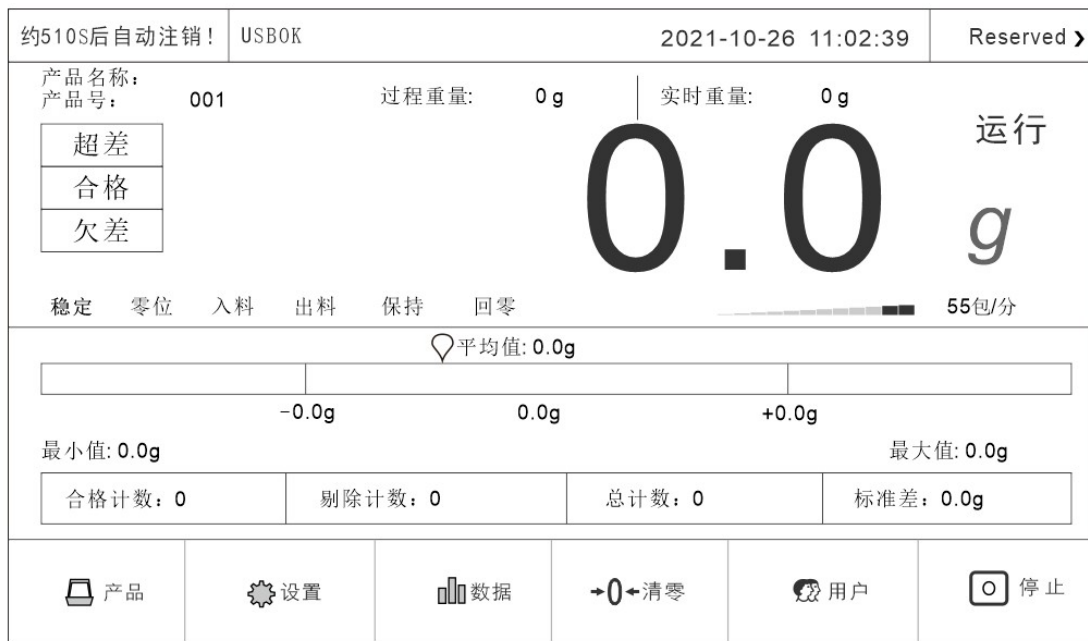 约510S后自动注销! USBOK 2021-10-26 11:02:39 Reserved
产品名称:
产品号: 001 过程重量: 0 g 实时重量: 0 g
运行
超差
合格
欠差
0.0 g
稳定 零位 入料 出料 保持 回零 55包/分
平均值: 0.0g
-0.0g 0.0g +0.0g
最小值: 0.0g 最大值: 0.0g
合格计数: 0 剔除计数: 0 总计数: 0 标准差: 0.0g
产品 设置 数据 →0←清零 用户 停止